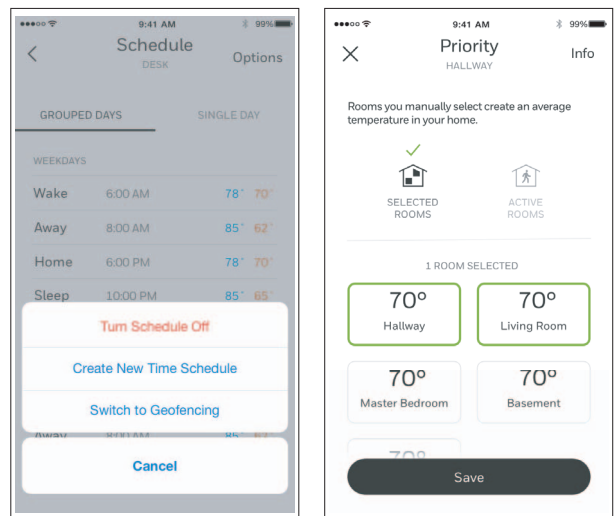 9:41 AM
99%
Schedule
Options
DESK
GROUPED DAYS
SINGLE DAY
WEEKDAYS
Wake 6:00 AM 78° 70°
Away 8:00 AM 85° 62°
Home 6:00 PM 78° 70°
Sleep 10:00 PM 85° 65°
Turn Schedule Off
Create New Time Schedule
Switch to Geofencing
Away 8:00 AM 85° 62°
Cancel
9:41 AM
99%
Priority
Info
HALLWAY
Rooms you manually select create an average
temperature in your home.
SELECTED
ROOMS
ACTIVE
ROOMS
1 ROOM SELECTED
70°
Hallway
70°
Living Room
70°
Master Bedroom
70°
Basement
70°
Save